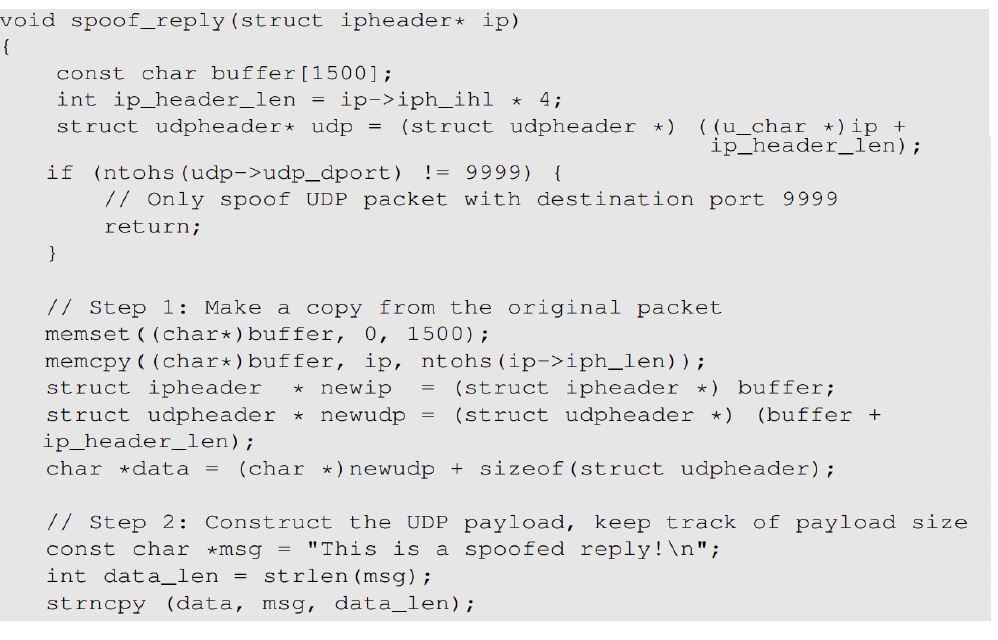 void spoof_reply(struct ipheader* ip)
{
    const char buffer[1500];
    int ip_header_len = ip->iph_ihl * 4;
    struct udpheader* udp = (struct udpheader *) ((u_char *)ip +
                                                  ip_header_len);
    if (ntohs(udp->udp_dport) != 9999) {
        // Only spoof UDP packet with destination port 9999
        return;
    }

    // Step 1: Make a copy from the original packet
    memset((char*)buffer, 0, 1500);
    memcpy((char*)buffer, ip, ntohs(ip->iph_len));
    struct ipheader  * newip  = (struct ipheader *) buffer;
    struct udpheader * newudp = (struct udpheader *) (buffer +
    ip_header_len);
    char *data = (char *)newudp + sizeof(struct udpheader);

    // Step 2: Construct the UDP payload, keep track of payload size
    const char *msg = "This is a spoofed reply!\n";
    int data_len = strlen(msg);
    strncpy (data, msg, data_len);